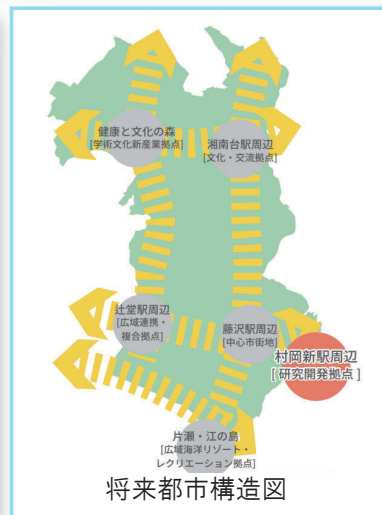 健康と文化の森
[学術文化新産業拠点]
湘南台駅周辺
[文化・交流拠点]
辻堂駅周辺
[広域連携・
複合拠点]
藤沢駅周辺
[中心市街地]
村岡新駅周辺
[ 研究開発拠点 ]
片瀬・江の島
[広域海洋リゾート・
レクリエーション拠点]
将来都市構造図